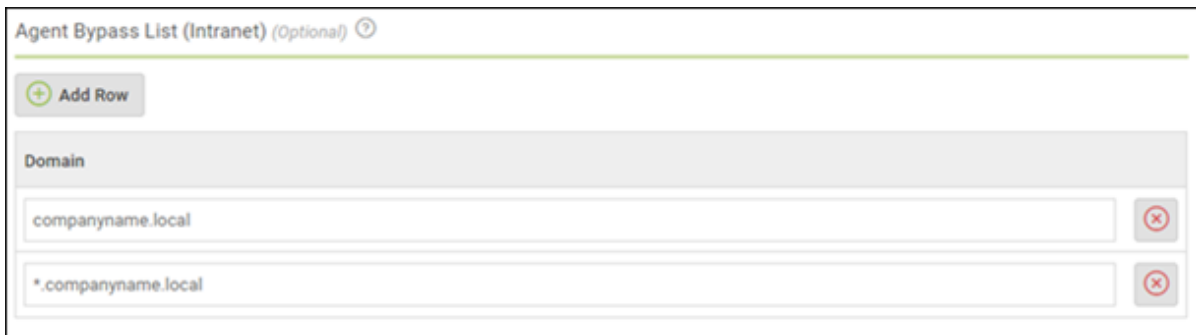 Agent Bypass List (Intranet) (Optional) ?
Add Row
Domain
companyname.local
*.companyname.local